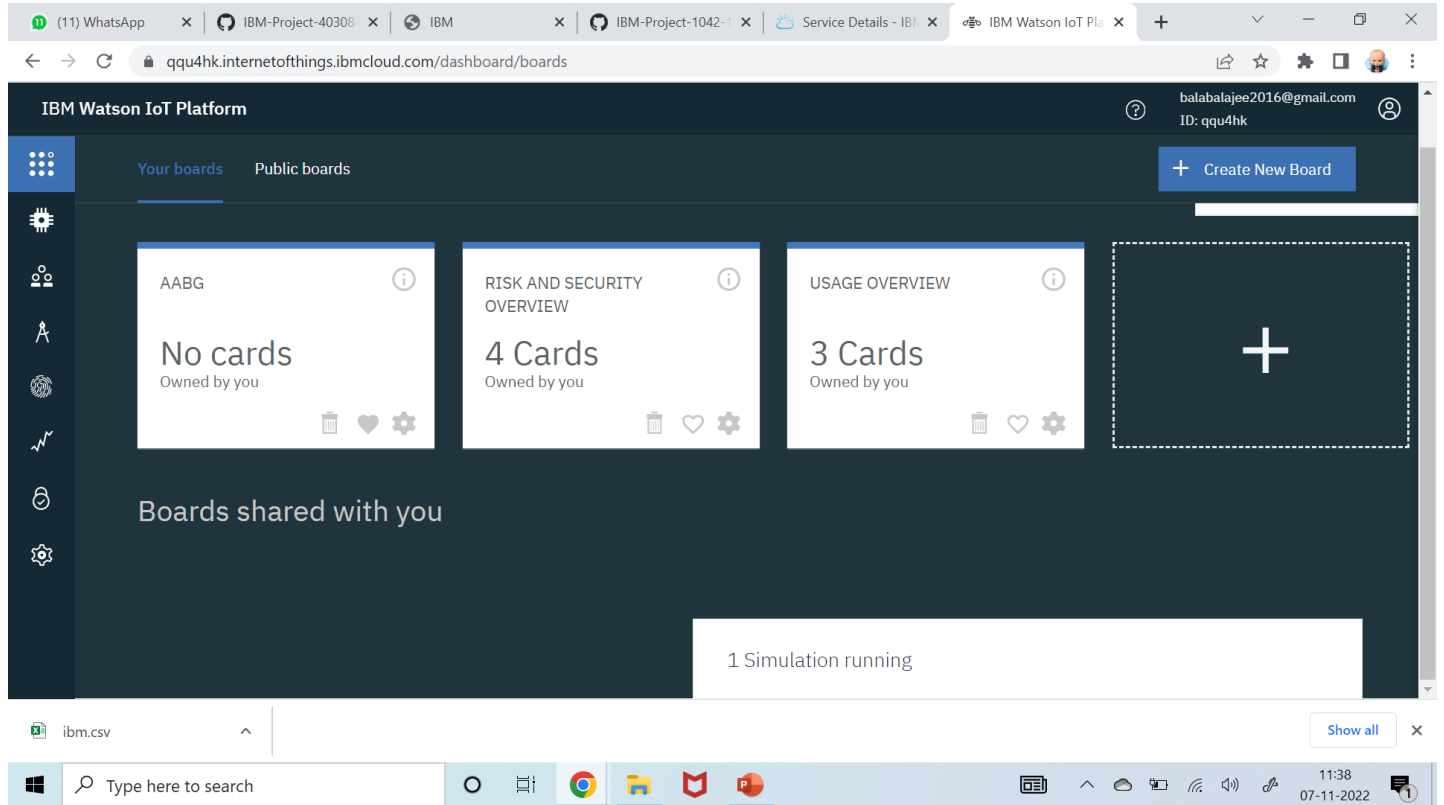 11
(11) WhatsApp
IBM-Project-40308-
IBM
IBM-Project-1042-1
Service Details - IBM
IBM Watson IoT Pla
qqu4hk.internetofthings.ibmcloud.com/dashboard/boards
IBM Watson IoT Platform
balabalajee2016@gmail.com
ID: qqu4hk
Your boards
Public boards
Create New Board
AABG
No cards
Owned by you
RISK AND SECURITY
OVERVIEW
4 Cards
Owned by you
USAGE OVERVIEW
3 Cards
Owned by you
Boards shared with you
1 Simulation running
ibm.csv
Show all
Type here to search
11:38
07-11-2022
1